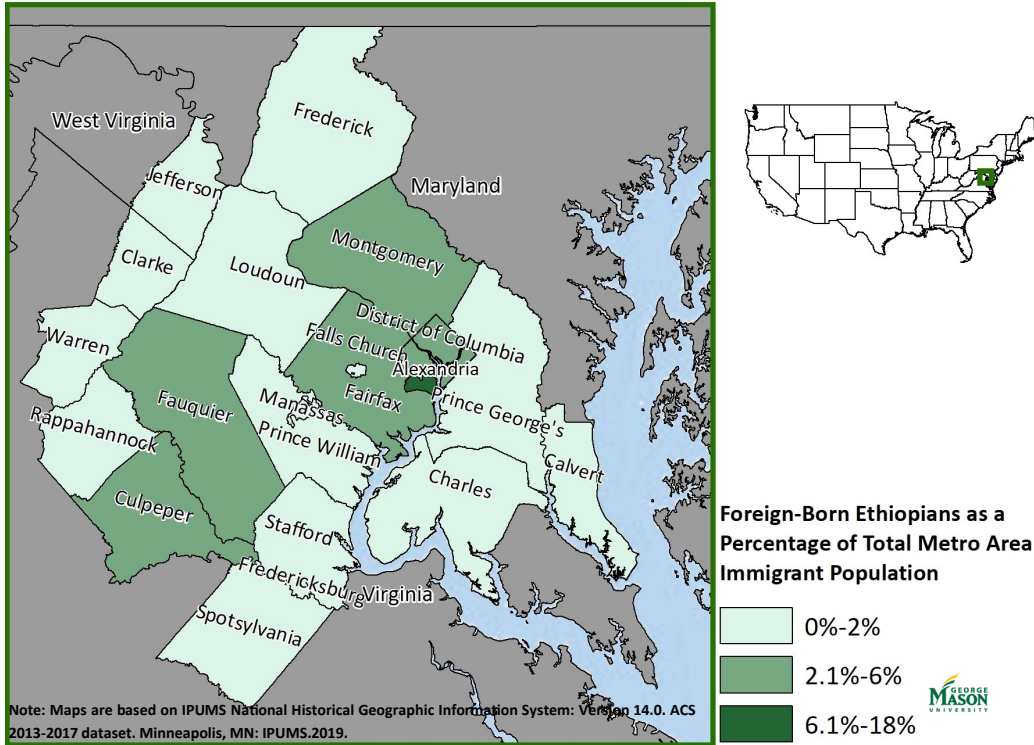 Frederick
West Virginia
Maryland
Jefferson
Montgomery
Clarke
Loudoun
District of Columbia
Falls Church
Warren
Alexandria
Fairfax
Fauquier
Manassas
Prince George's
Rappahannock
Prince William
Calvert
Charles
Culpeper
Stafford
Fredericksburg
Virginia
Spotsylvania
Note: Maps are based on IPUMS National Historical Geographic Information System: Version 14.0. ACS
2013-2017 dataset. Minneapolis, MN: IPUMS.2019.
Foreign-Born Ethiopians as a
Percentage of Total Metro Area
Immigrant Population
0%-2%
2.1%-6%
6.1%-18%
GEORGE
MASON
UNIVERSITY